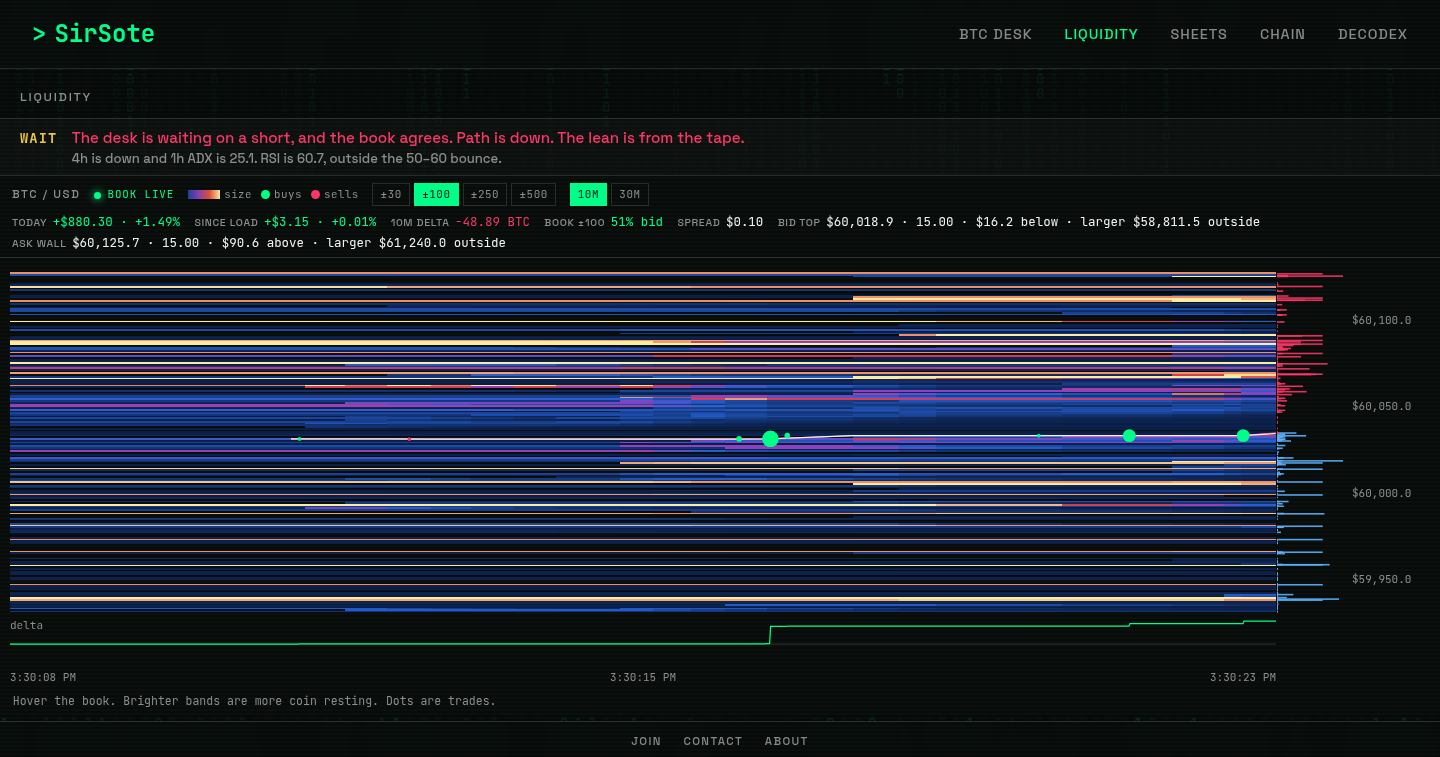 > SirSote
BTC DESK LIQUIDITY SHEETS CHAIN DECODEX
LIQUIDITY
WAIT The desk is waiting on a short, and the book agrees. Path is down. The lean is from the tape.
4h is down and 1h ADX is 25.1. RSI is 60.7, outside the 50–60 bounce.
BTC / USD BOOK LIVE size buys sells ±30 ±100 ±250 ±500 10M 30M
TODAY +$880.30 · +1.49% SINCE LOAD +$3.15 · +0.01% 10M DELTA -48.89 BTC BOOK ±100 51% bid SPREAD $0.10 BID TOP $60,018.9 · 15.00 · $16.2 below · larger $58,811.5 outside
ASK WALL $60,125.7 · 15.00 · $90.6 above · larger $61,240.0 outside
$60,100.0
$60,050.0
$60,000.0
$59,950.0
delta
3:30:08 PM 3:30:15 PM 3:30:23 PM
Hover the book. Brighter bands are more coin resting. Dots are trades.
JOIN CONTACT ABOUT